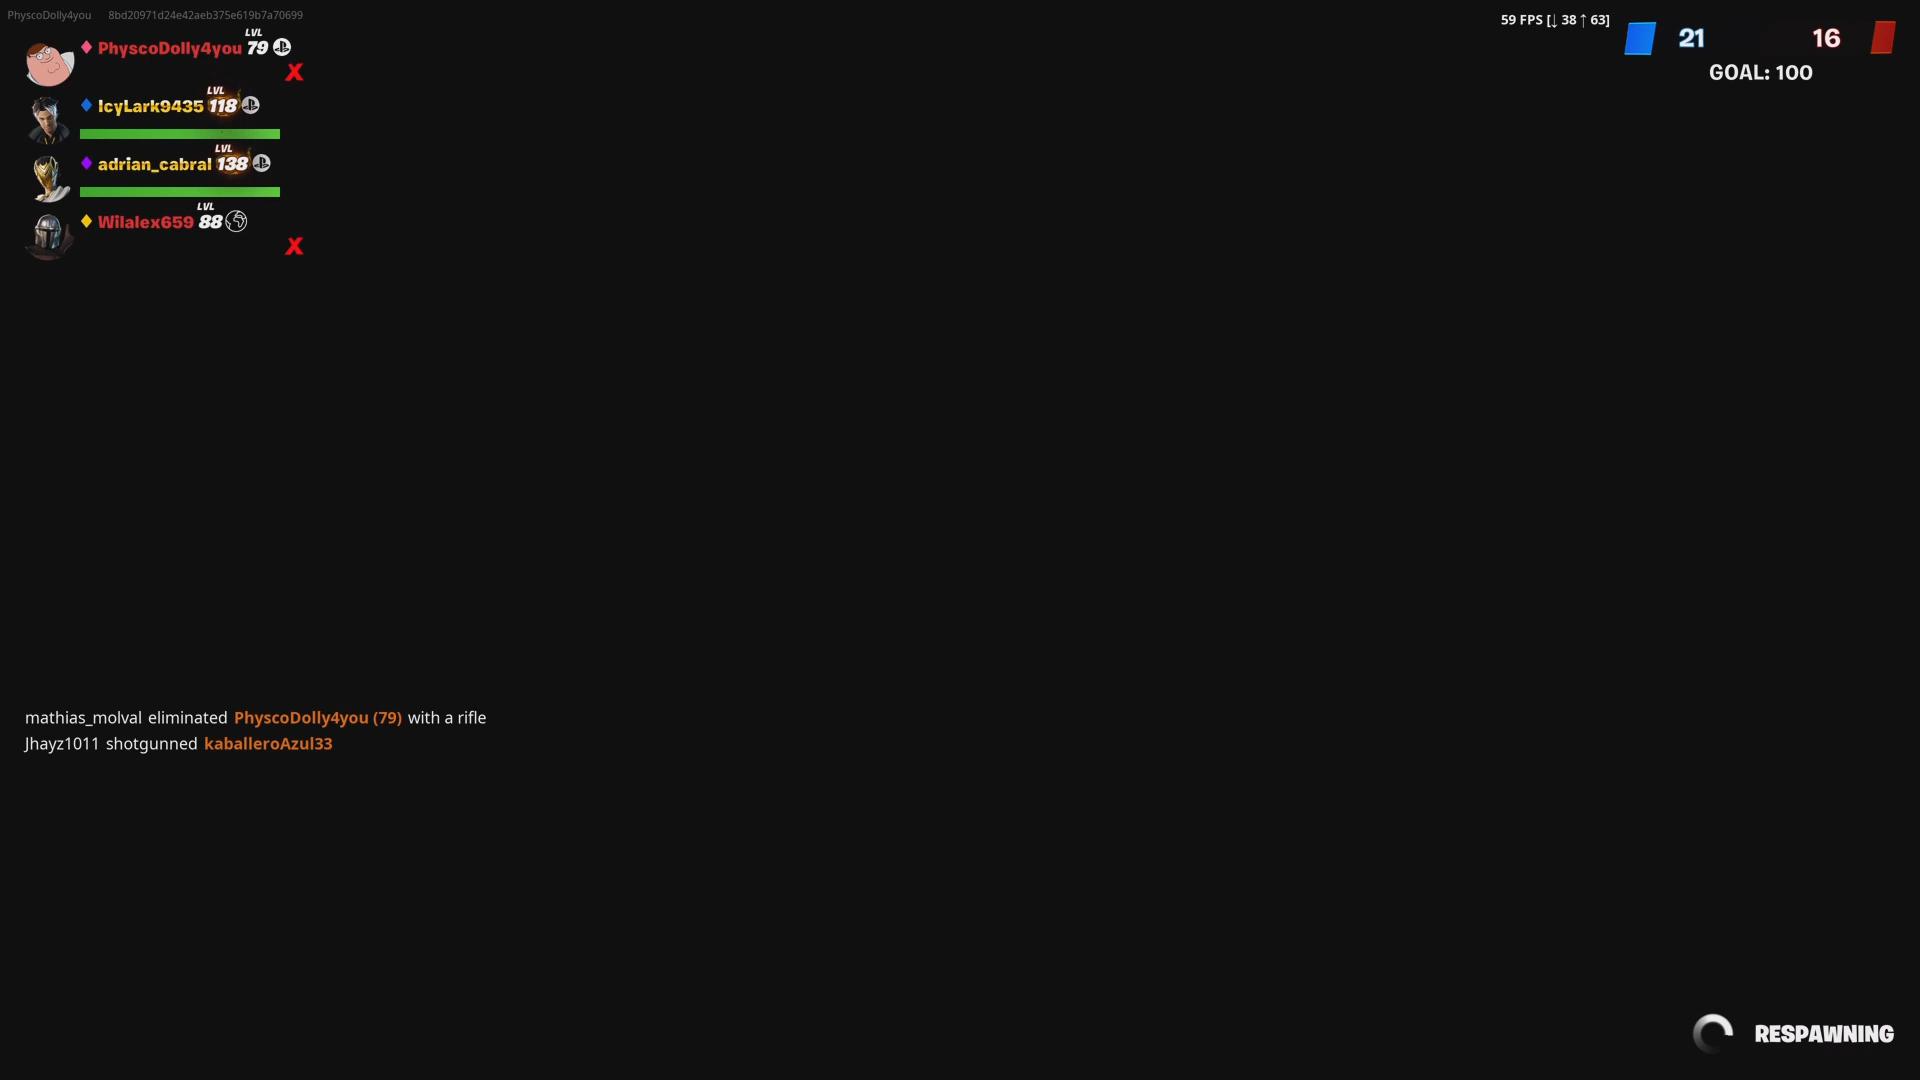 PhyscoDolly4you 8bd20971d24e42aeb375e619b7a70699
59 FPS [↓ 38 ↑ 63]
21 16
GOAL: 100
LVL
PhyscoDolly4you 79
X
LVL
IcyLark9435 118
LVL
adrian_cabral 138
LVL
Wilalex659 88
X
mathias_molval eliminated PhyscoDolly4you (79) with a rifle
Jhayz1011 shotgunned kaballeroAzul33
RESPAWNING